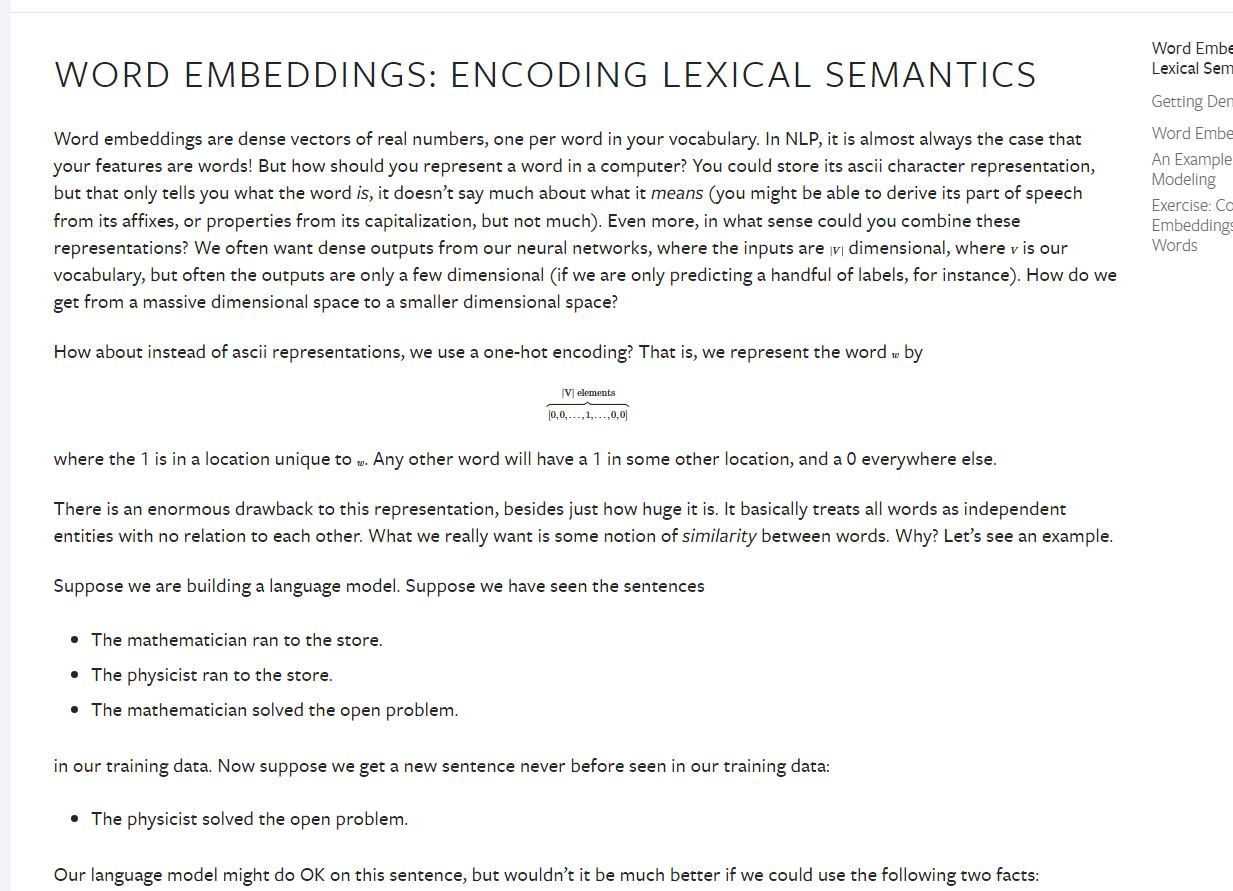 WORD EMBEDDINGS: ENCODING LEXICAL SEMANTICS
Word embeddings are dense vectors of real numbers, one per word in your vocabulary. In NLP, it is almost always the case that
your features are words! But how should you represent a word in a computer? You could store its ascii character representation,
but that only tells you what the word is, it doesn’t say much about what it means (you might be able to derive its part of speech
from its affixes, or properties from its capitalization, but not much). Even more, in what sense could you combine these
representations? We often want dense outputs from our neural networks, where the inputs are |V| dimensional, where V is our
vocabulary, but often the outputs are only a few dimensional (if we are only predicting a handful of labels, for instance). How do we
get from a massive dimensional space to a smaller dimensional space?
How about instead of ascii representations, we use a one-hot encoding? That is, we represent the word w by
|V| elements
[0,0,…,1,…,0,0]
where the 1 is in a location unique to w. Any other word will have a 1 in some other location, and a 0 everywhere else.
There is an enormous drawback to this representation, besides just how huge it is. It basically treats all words as independent
entities with no relation to each other. What we really want is some notion of similarity between words. Why? Let’s see an example.
Suppose we are building a language model. Suppose we have seen the sentences
• The mathematician ran to the store.
• The physicist ran to the store.
• The mathematician solved the open problem.
in our training data. Now suppose we get a new sentence never before seen in our training data:
• The physicist solved the open problem.
Our language model might do OK on this sentence, but wouldn’t it be much better if we could use the following two facts:
Word Embe
Lexical Sem
Getting Den
Word Embe
An Example
Modeling
Exercise: Co
Embeddings
Words